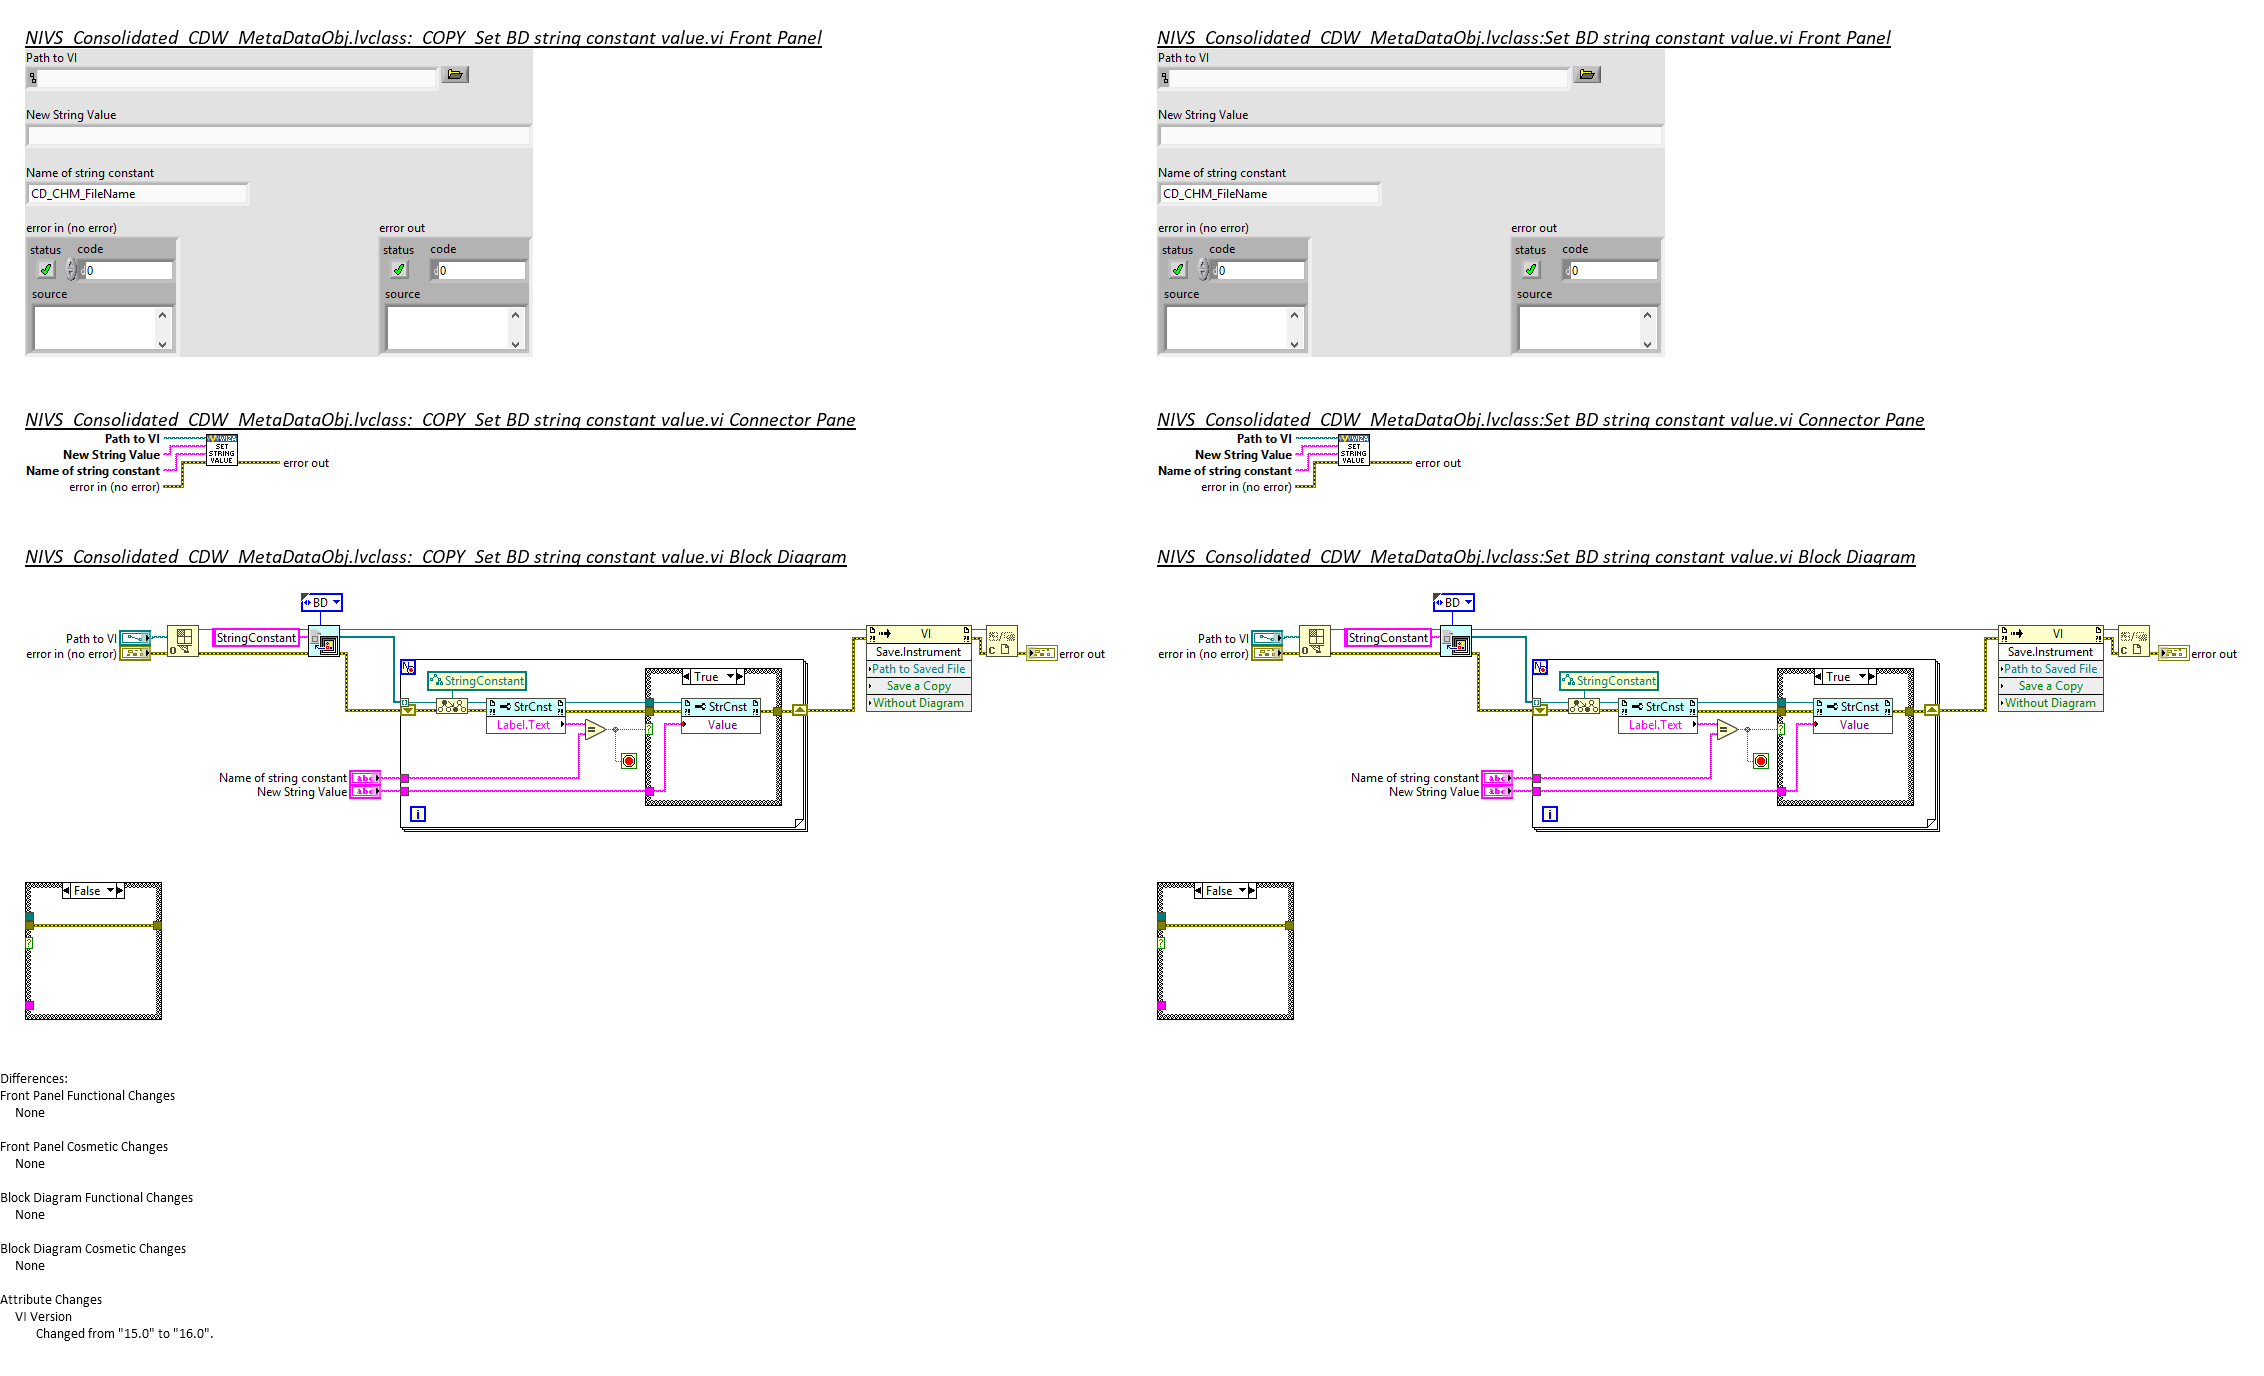 NIVS_Consolidated_CDW_MetaDataObj.lvclass:_COPY_Set BD string constant value.vi Front Panel
Path to VI
New String Value
Name of string constant
CD_CHM_FileName
error in (no error)
error out
status code
0
source
status code
0
source
NIVS_Consolidated_CDW_MetaDataObj.lvclass:Set BD string constant value.vi Front Panel
Path to VI
New String Value
Name of string constant
CD_CHM_FileName
error in (no error)
error out
status code
0
source
status code
0
source
NIVS_Consolidated_CDW_MetaDataObj.lvclass:_COPY_Set BD string constant value.vi Connector Pane
Path to VI
New String Value
Name of string constant
error in (no error)
SET
STRING
VALUE
error out
NIVS_Consolidated_CDW_MetaDataObj.lvclass:Set BD string constant value.vi Connector Pane
Path to VI
New String Value
Name of string constant
error in (no error)
SET
STRING
VALUE
error out
NIVS_Consolidated_CDW_MetaDataObj.lvclass:_COPY_Set BD string constant value.vi Block Diagram
BD
Path to VI
error in (no error)
StringConstant
VI
Save.Instrument
Path to Saved File
Save a Copy
Without Diagram
error out
N
StringConstant
StrCnst
Label.Text
=
True
StrCnst
Value
?
Name of string constant
abc
New String Value
abc
i
False
?
NIVS_Consolidated_CDW_MetaDataObj.lvclass:Set BD string constant value.vi Block Diagram
BD
Path to VI
error in (no error)
StringConstant
VI
Save.Instrument
Path to Saved File
Save a Copy
Without Diagram
error out
N
StringConstant
StrCnst
Label.Text
=
True
StrCnst
Value
?
Name of string constant
abc
New String Value
abc
i
False
?
Differences:
Front Panel Functional Changes
None
Front Panel Cosmetic Changes
None
Block Diagram Functional Changes
None
Block Diagram Cosmetic Changes
None
Attribute Changes
VI Version
Changed from "15.0" to "16.0".